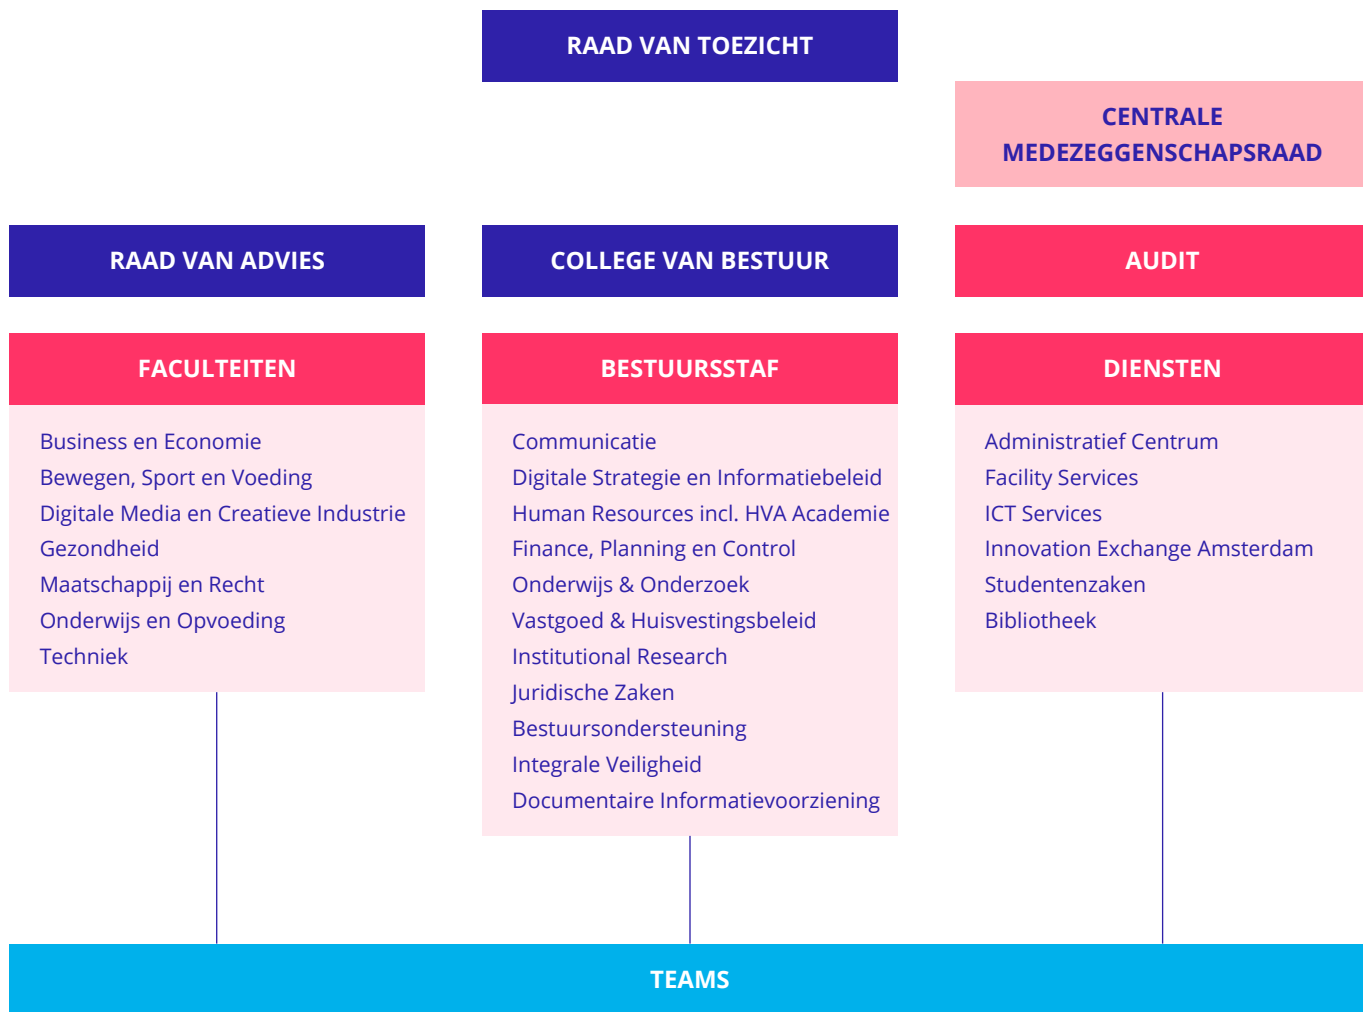 RAAD VAN TOEZICHT
CENTRALE
MEDEZEGGENSCHAPSRAAD
RAAD VAN ADVIES
COLLEGE VAN BESTUUR
AUDIT
FACULTEITEN
Business en Economie
Bewegen, Sport en Voeding
Digitale Media en Creatieve Industrie
Gezondheid
Maatschappij en Recht
Onderwijs en Opvoeding
Techniek
BESTUURSSTAF
Communicatie
Digitale Strategie en Informatiebeleid
Human Resources incl. HVA Academie
Finance, Planning en Control
Onderwijs & Onderzoek
Vastgoed & Huisvestingsbeleid
Institutional Research
Juridische Zaken
Bestuursondersteuning
Integrale Veiligheid
Documentaire Informatievoorziening
DIENSTEN
Administratief Centrum
Facility Services
ICT Services
Innovation Exchange Amsterdam
Studentenzaken
Bibliotheek
TEAMS